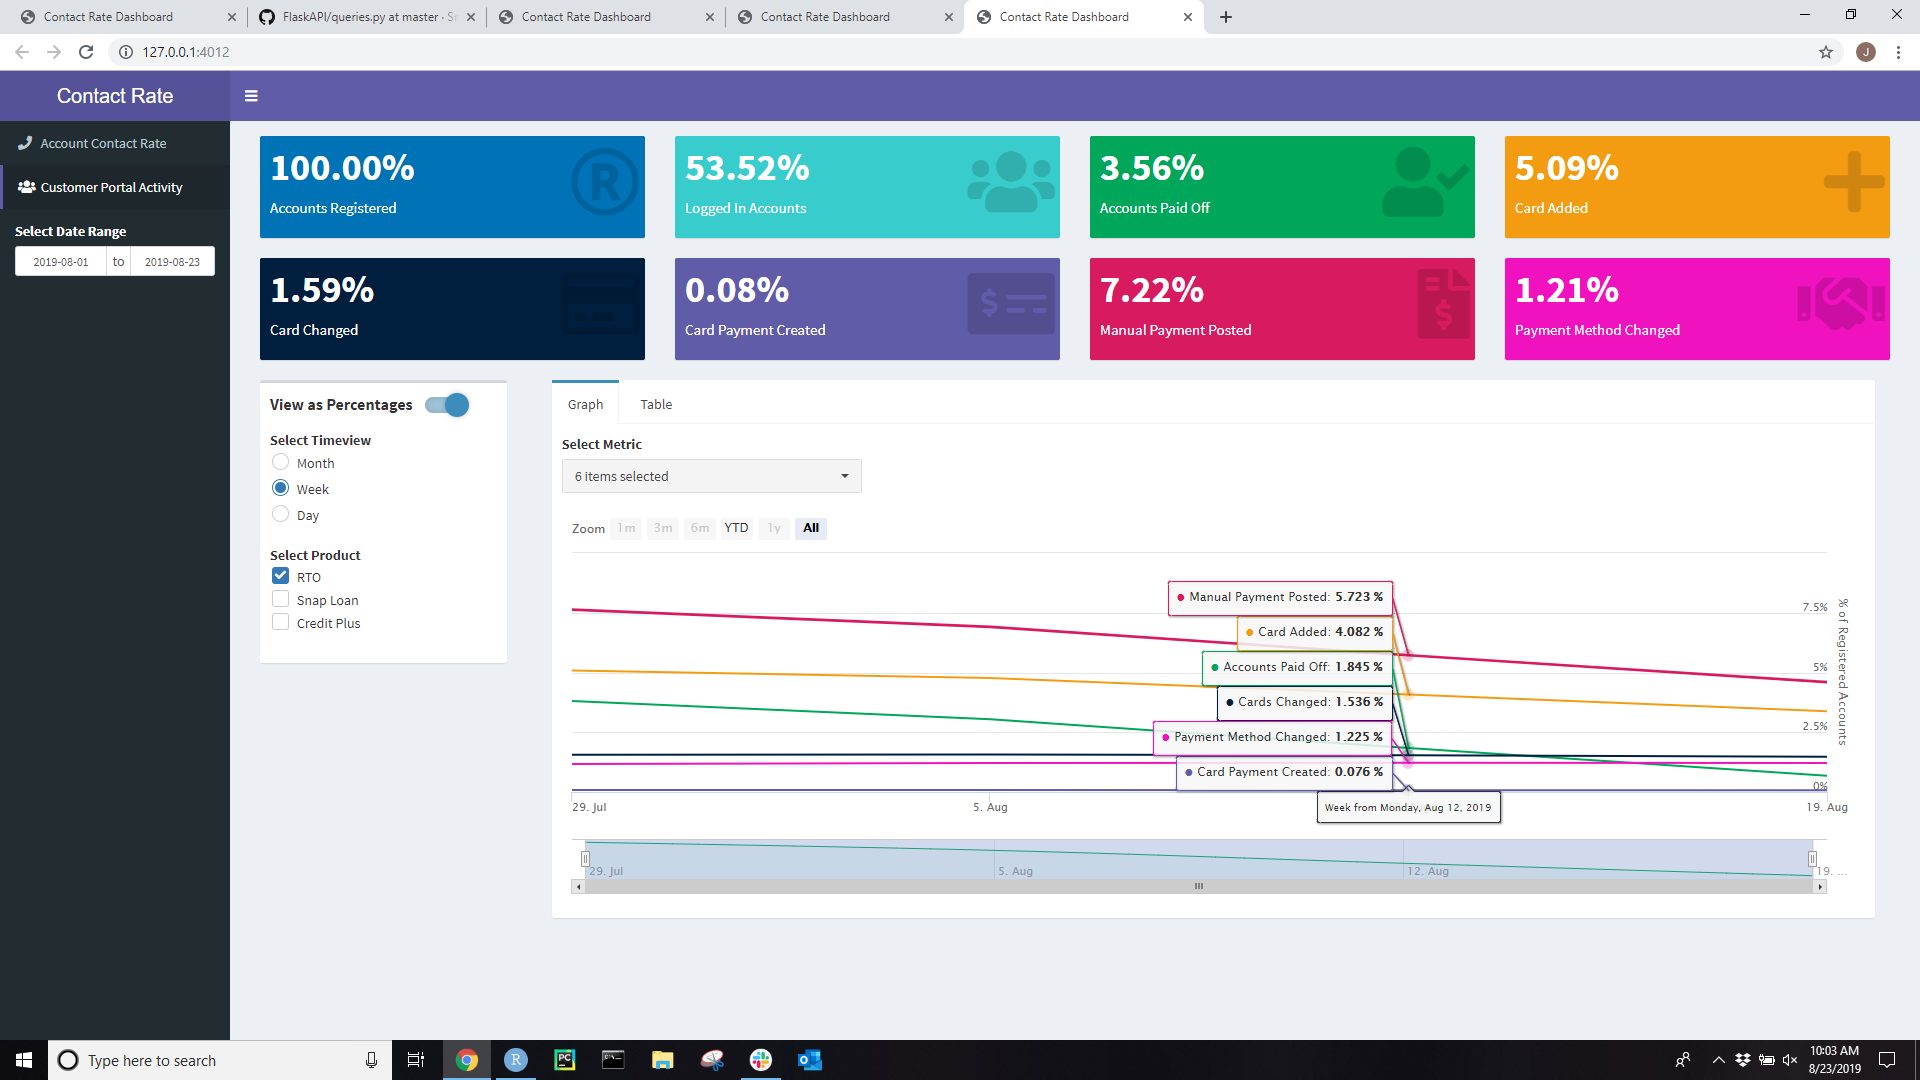 Contact Rate Dashboard
FlaskAPI/queries.py at master · Sr
Contact Rate Dashboard
Contact Rate Dashboard
Contact Rate Dashboard
127.0.0.1:4012
J
Contact Rate
Account Contact Rate
Customer Portal Activity
Select Date Range
2019-08-01 to 2019-08-23
100.00%
Accounts Registered
53.52%
Logged In Accounts
3.56%
Accounts Paid Off
5.09%
Card Added
1.59%
Card Changed
0.08%
Card Payment Created
7.22%
Manual Payment Posted
1.21%
Payment Method Changed
View as Percentages
Select Timeview
Month
Week
Day
Select Product
RTO
Snap Loan
Credit Plus
Graph
Table
Select Metric
6 items selected
Zoom 1m 3m 6m YTD 1y All
Manual Payment Posted: 5.723 %
Card Added: 4.082 %
Accounts Paid Off: 1.845 %
Cards Changed: 1.536 %
Payment Method Changed: 1.225 %
Card Payment Created: 0.076 %
Week from Monday, Aug 12, 2019
7.5%
5%
2.5%
0%
% of Registered Accounts
29. Jul
5. Aug
19. Aug
29. Jul
5. Aug
12. Aug
19. ...
Type here to search
R
PC
10:03 AM
8/23/2019